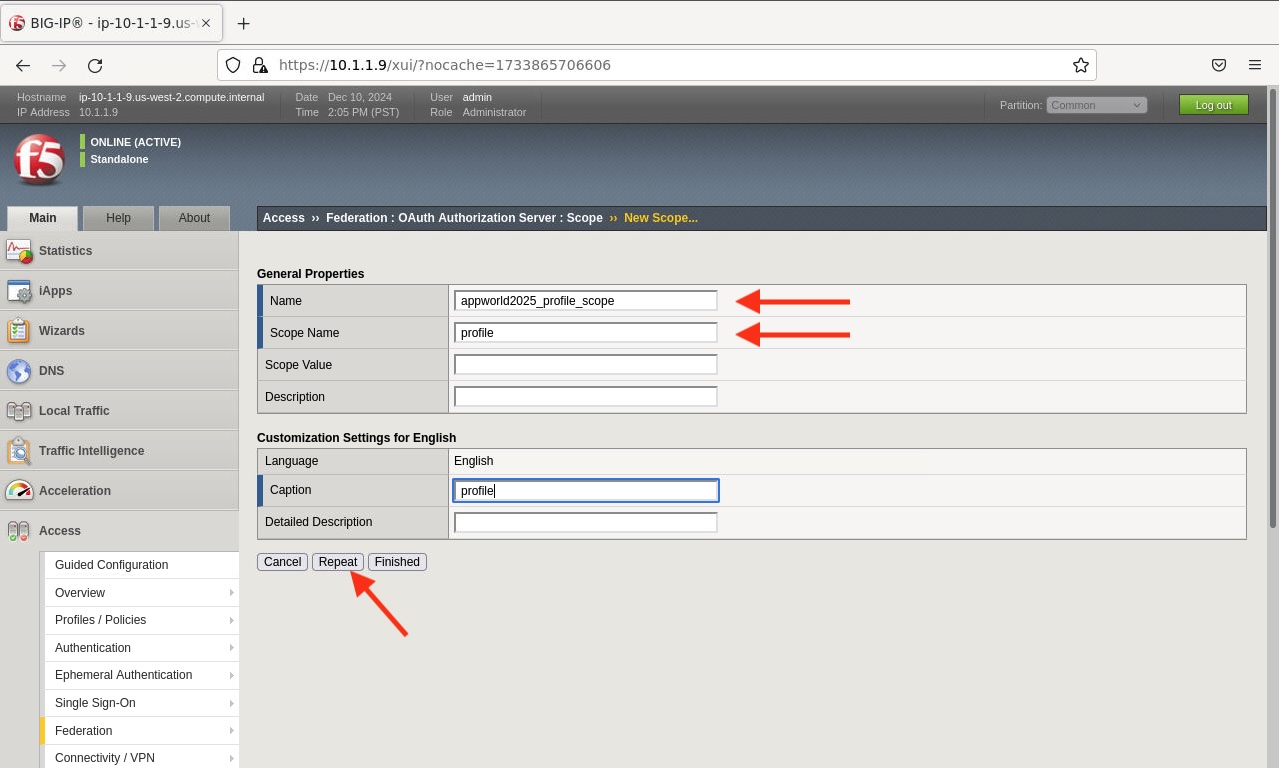 BIG-IP® - ip-10-1-1-9.us-
https://10.1.1.9/xui/?nocache=1733865706606
Hostname ip-10-1-1-9.us-west-2.compute.internal Date Dec 10, 2024 User admin
IP Address 10.1.1.9 Time 2:05 PM (PST) Role Administrator
Partition: Common Log out
f5
ONLINE (ACTIVE)
Standalone
Main Help About
Access ›› Federation : OAuth Authorization Server : Scope ›› New Scope...
Statistics
iApps
Wizards
DNS
Local Traffic
Traffic Intelligence
Acceleration
Access
Guided Configuration
Overview
Profiles / Policies
Authentication
Ephemeral Authentication
Single Sign-On
Federation
Connectivity / VPN
General Properties
Name appworld2025_profile_scope
Scope Name profile
Scope Value
Description
Customization Settings for English
Language English
Caption profile
Detailed Description
Cancel Repeat Finished